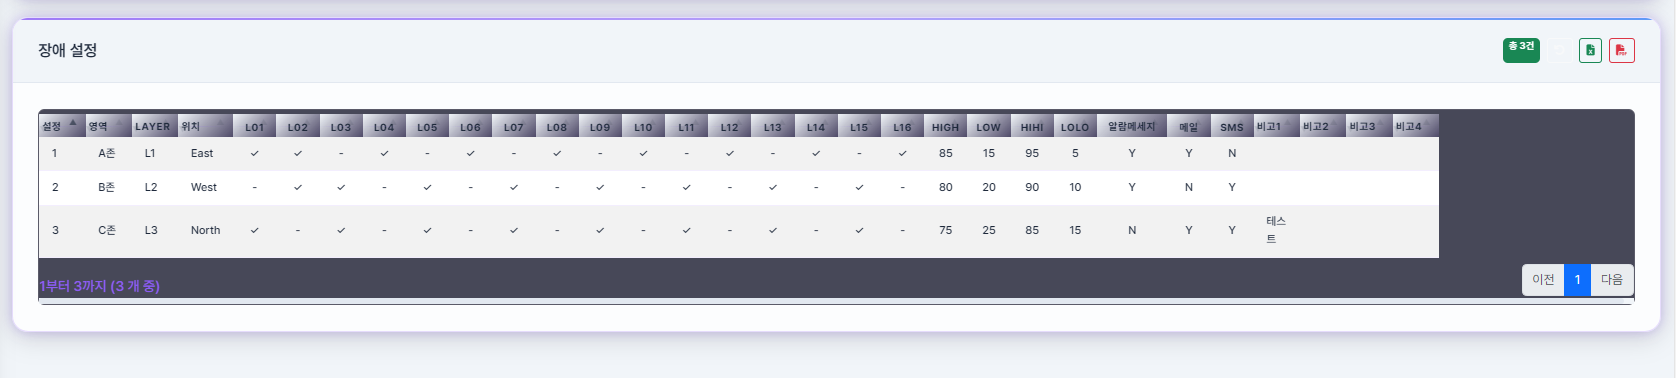 장애 설정
총 3건
설정 영역 LAYER 위치 L01 L02 L03 L04 L05 L06 L07 L08 L09 L10 L11 L12 L13 L14 L15 L16 HIGH LOW HIHI LOLO 알람메세지 메일 SMS 비고1 비고2 비고3 비고4
1 A존 L1 East ✓ ✓ - ✓ - ✓ - ✓ - ✓ - ✓ - ✓ - ✓ 85 15 95 5 Y Y N
2 B존 L2 West - ✓ ✓ - ✓ - ✓ - ✓ - ✓ - ✓ - ✓ - 80 20 90 10 Y N Y
3 C존 L3 North ✓ - ✓ - ✓ - ✓ - ✓ - ✓ - ✓ - ✓ - 75 25 85 15 N Y Y 테스
트
1부터 3까지 (3 개 중)
이전 1 다음